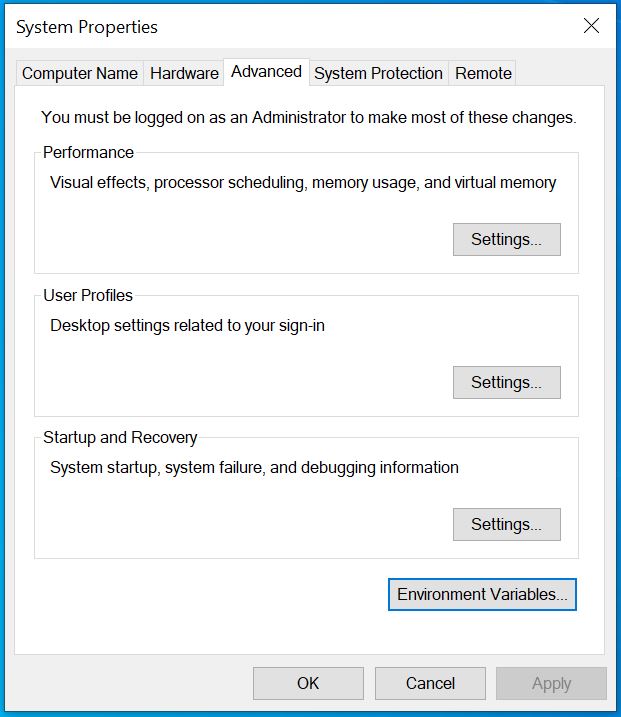 System Properties
Computer Name Hardware Advanced System Protection Remote
You must be logged on as an Administrator to make most of these changes.
Performance
Visual effects, processor scheduling, memory usage, and virtual memory
Settings...
User Profiles
Desktop settings related to your sign-in
Settings...
Startup and Recovery
System startup, system failure, and debugging information
Settings...
Environment Variables...
OK Cancel Apply